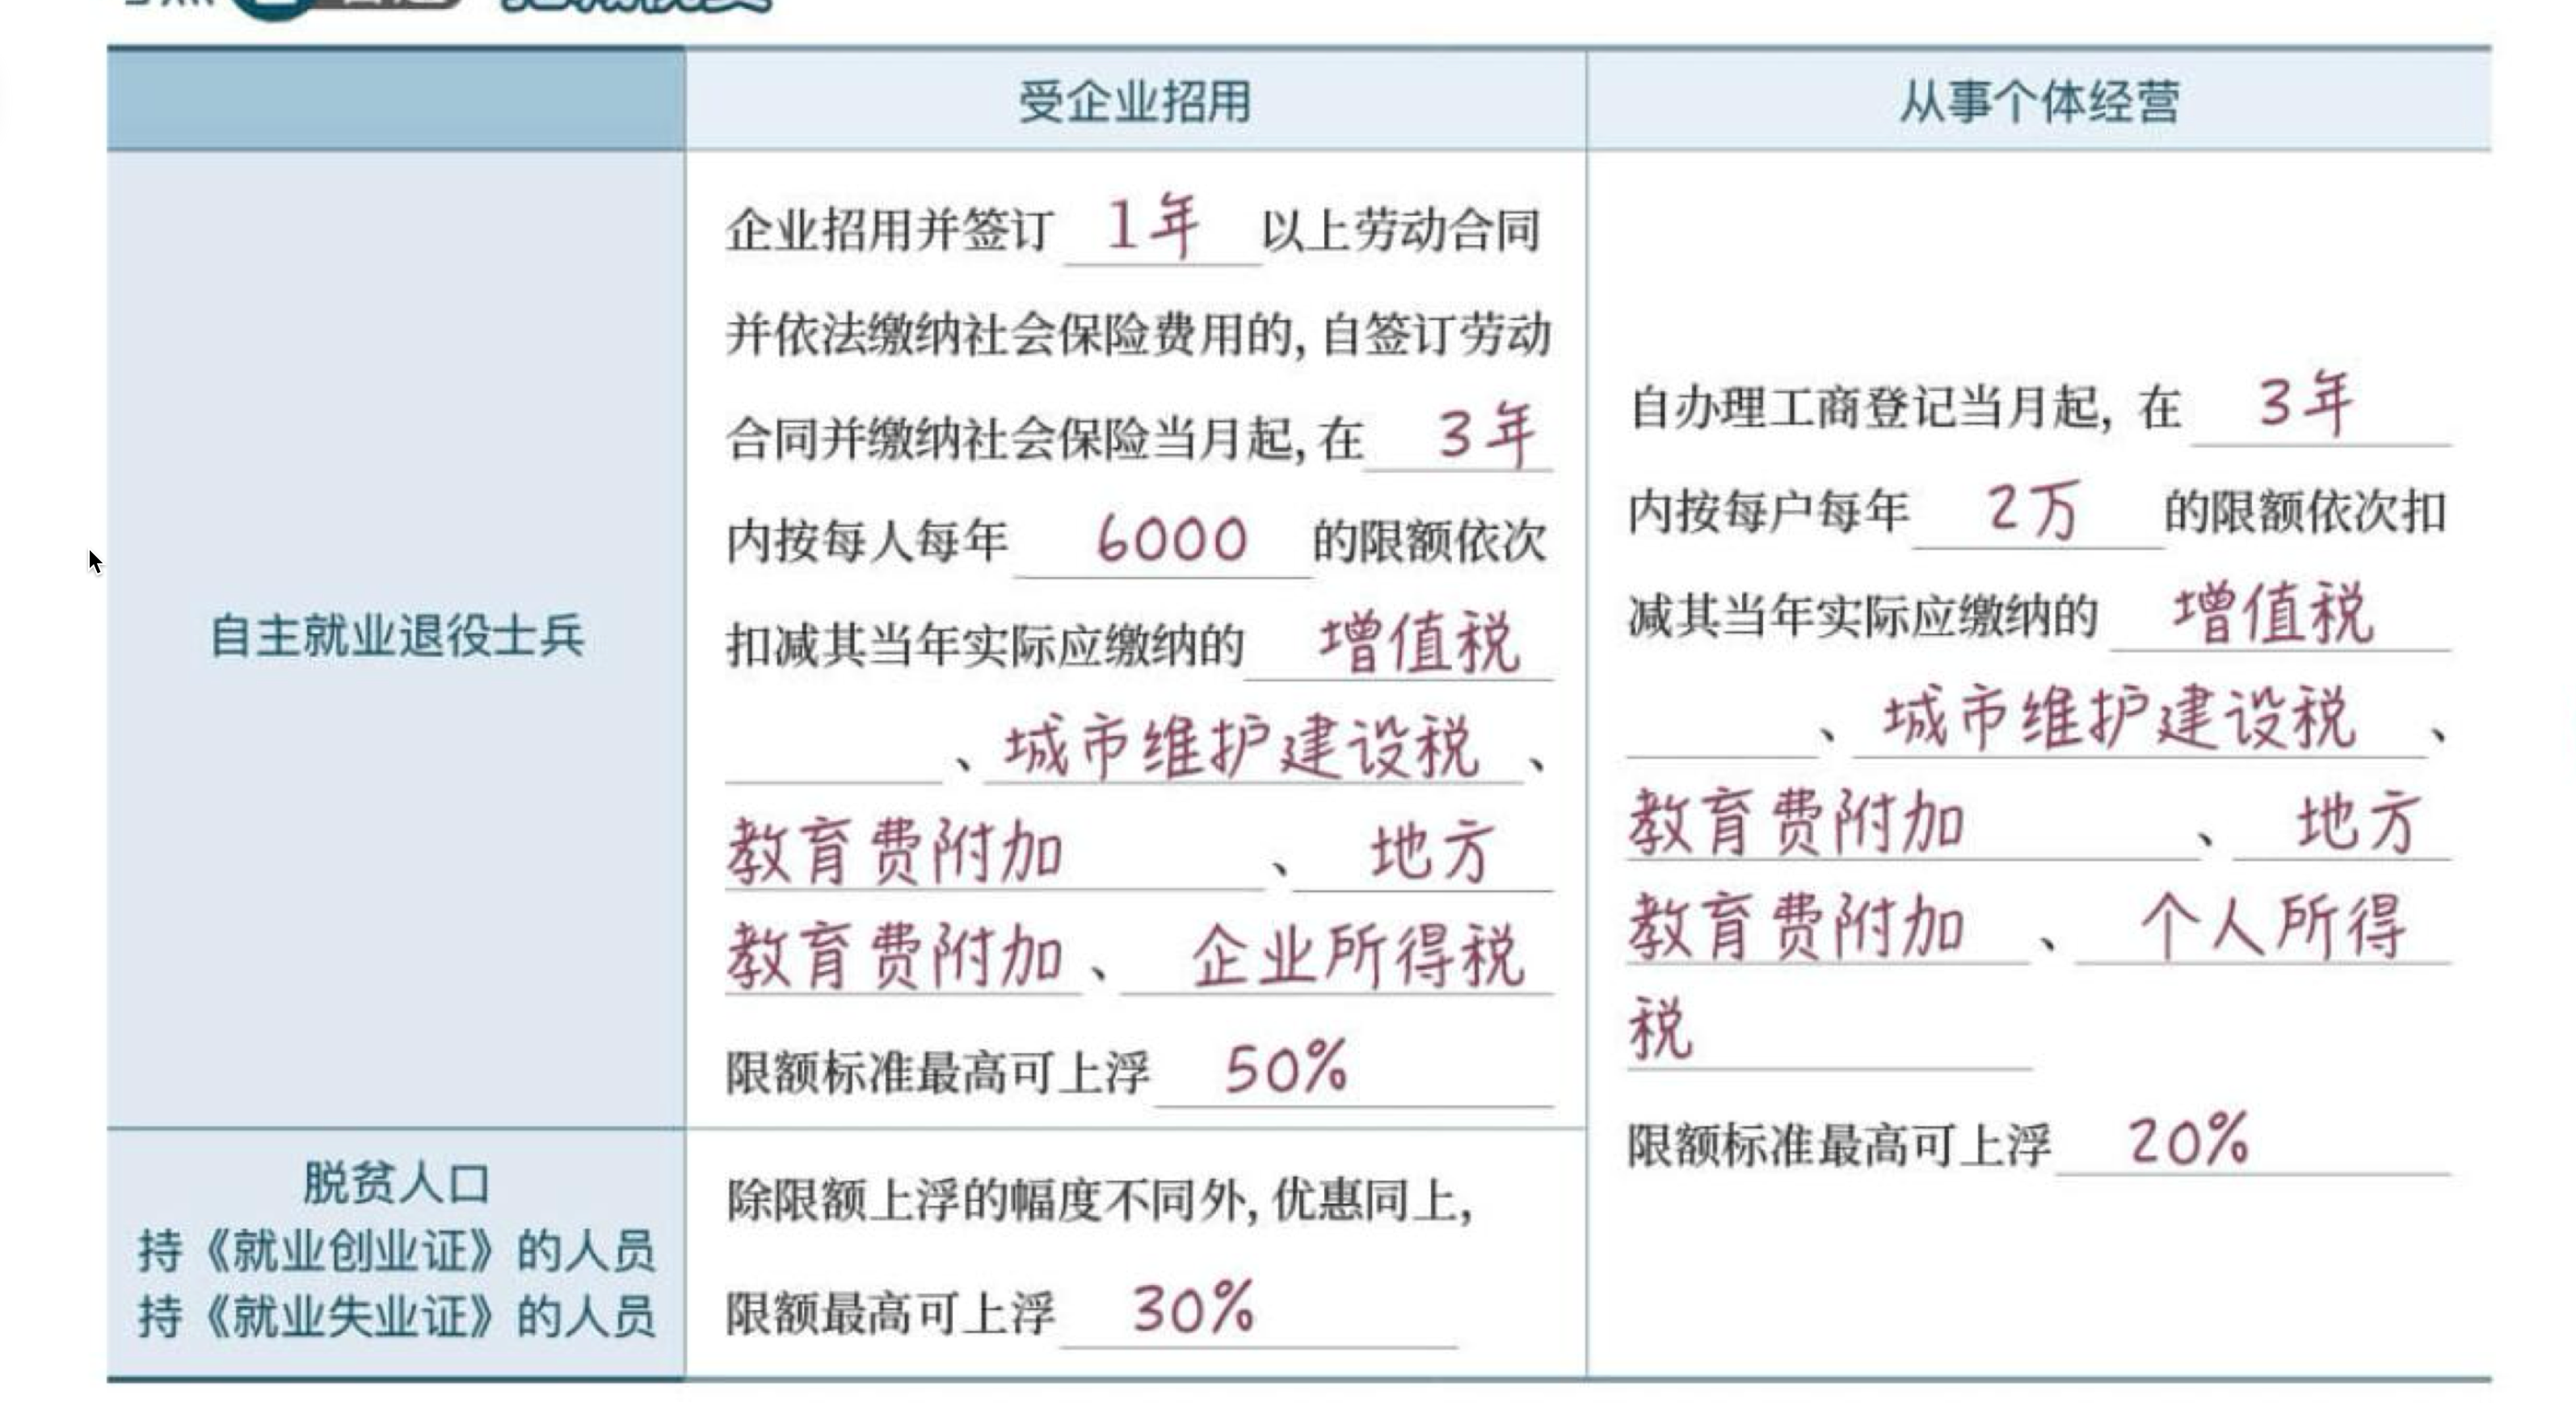 受企业招用
从事个体经营
自主就业退役士兵
企业招用并签订 1年 以上劳动合同
并依法缴纳社会保险费用的, 自签订劳动
合同并缴纳社会保险当月起, 在 3年
内按每人每年 6000 的限额依次
扣减其当年实际应缴纳的 增值税
、城市维护建设税、
教育费附加 、 地方
教育费附加、 企业所得税
限额标准最高可上浮 50%
自办理工商登记当月起, 在 3年
内按每户每年 2万 的限额依次扣
减其当年实际应缴纳的 增值税
、城市维护建设税 、
教育费附加 、 地方
教育费附加 、 个人所得
税
限额标准最高可上浮 20%
脱贫人口
持《就业创业证》的人员
持《就业失业证》的人员
除限额上浮的幅度不同外, 优惠同上,
限额最高可上浮 30%